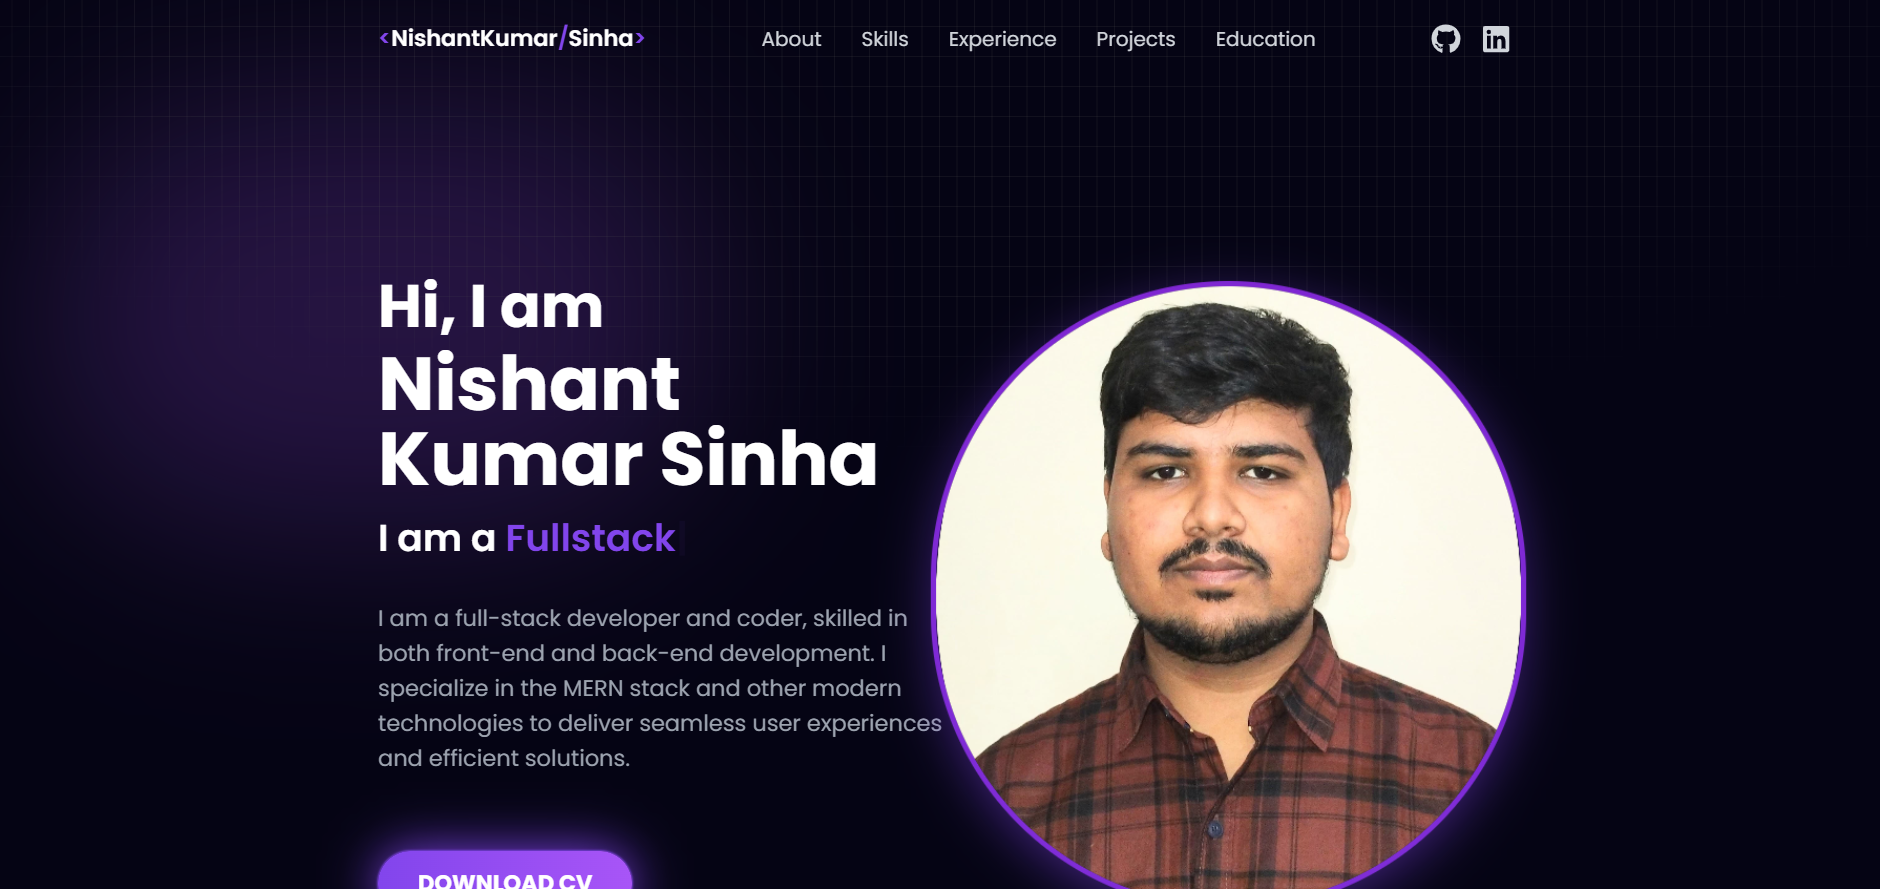 <NishantKumar/Sinha>
About
Skills
Experience
Projects
Education
Hi, I am
Nishant
Kumar Sinha
I am a Fullstack
I am a full-stack developer and coder, skilled in
both front-end and back-end development. I
specialize in the MERN stack and other modern
technologies to deliver seamless user experiences
and efficient solutions.
DOWNLOAD CV